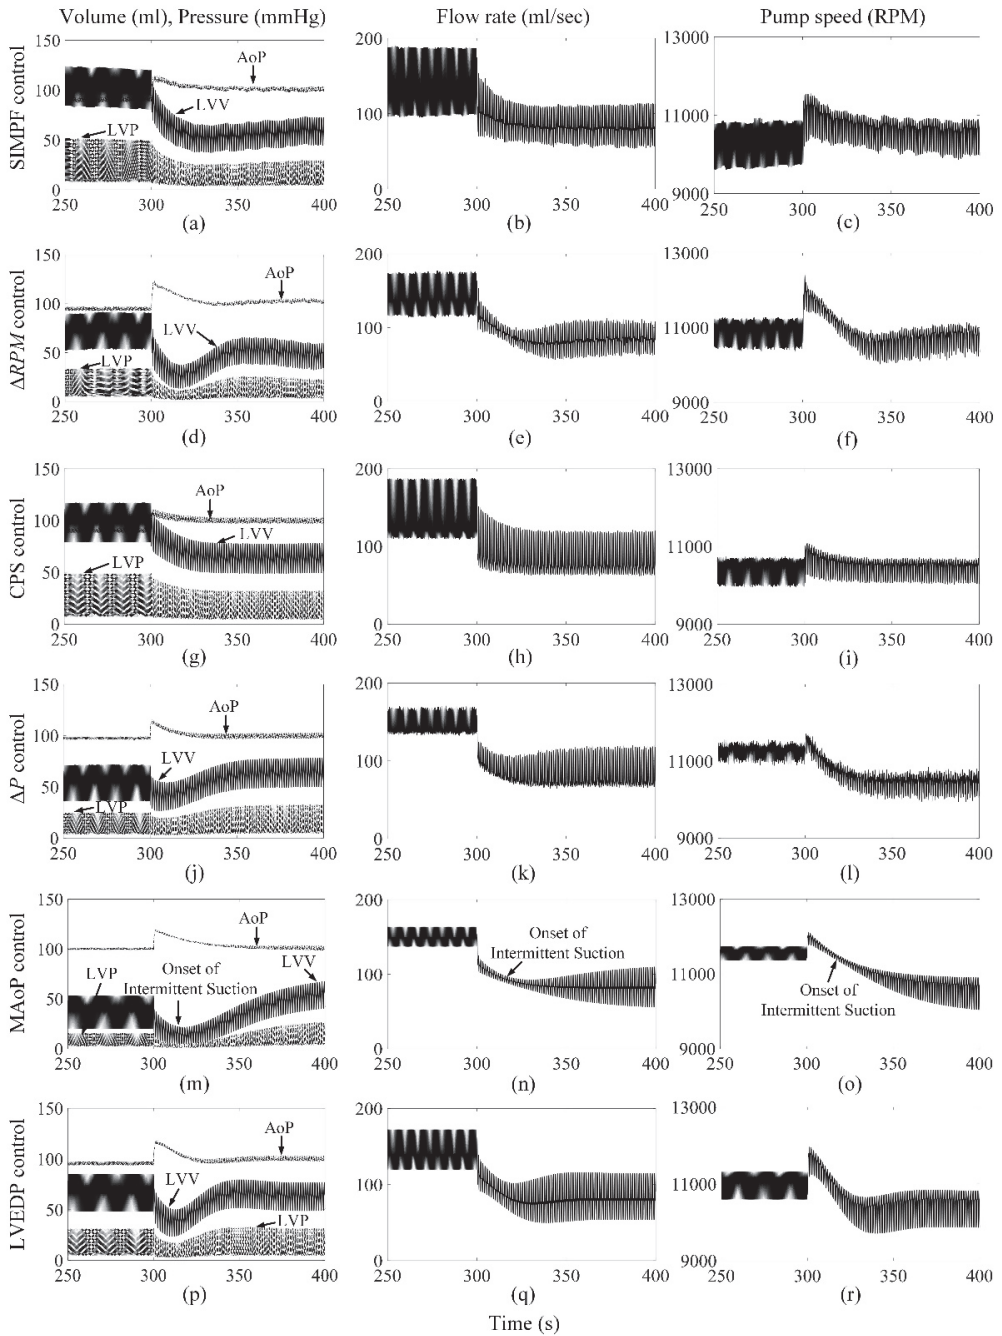 Volume (ml), Pressure (mmHg) Flow rate (ml/sec) Pump speed (RPM)
SIMPF control
150
100
50
0
250 300 350 400
AoP
LVV
LVP
(a)
200
100
0
250 300 350 400
(b)
13000
11000
9000
250 300 350 400
(c)
ΔRPM control
150
100
50
0
250 300 350 400
AoP
LVV
LVP
(d)
200
100
0
250 300 350 400
(e)
13000
11000
9000
250 300 350 400
(f)
CPS control
150
100
50
0
250 300 350 400
AoP
LVV
LVP
(g)
200
100
0
250 300 350 400
(h)
13000
11000
9000
250 300 350 400
(i)
ΔP control
150
100
50
0
250 300 350 400
AoP
LVV
LVP
(j)
200
100
0
250 300 350 400
(k)
13000
11000
9000
250 300 350 400
(l)
MAoP control
150
100
50
0
250 300 350 400
AoP
LVP
Onset of
Intermittent Suction
LVV
(m)
200
100
0
250 300 350 400
Onset of
Intermittent Suction
(n)
13000
11000
9000
250 300 350 400
Onset of
Intermittent Suction
(o)
LVEDP control
150
100
50
0
250 300 350 400
AoP
LVV
LVP
(p)
200
100
0
250 300 350 400
(q)
13000
11000
9000
250 300 350 400
(r)
Time (s)